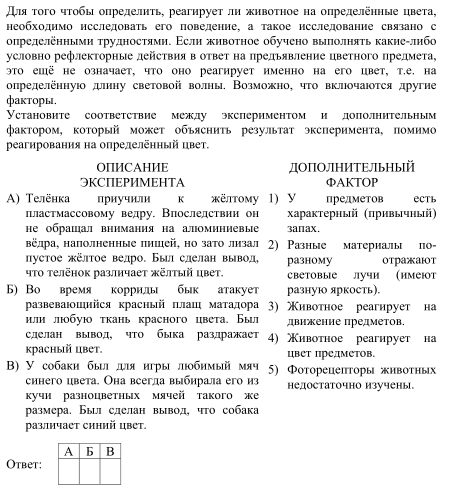 Для того чтобы определить, реагирует ли животное на определённые цвета,
необходимо исследовать его поведение, а такое исследование связано с
определёнными трудностями. Если животное обучено выполнять какие-либо
условно рефлекторные действия в ответ на предъявление цветного предмета,
это ещё не означает, что оно реагирует именно на его цвет, т.е. на
определённую длину световой волны. Возможно, что включаются другие
факторы.
Установите соответствие между экспериментом и дополнительным
фактором, который может объяснить результат эксперимента, помимо
реагирования на определённый цвет.
ОПИСАНИЕ
ЭКСПЕРИМЕНТА
А) Телёнка приучили к жёлтому
пластмассовому ведру. Впоследствии он
не обращал внимания на алюминиевые
вёдра, наполненные пищей, но зато лизал
пустое жёлтое ведро. Был сделан вывод,
что телёнок различает жёлтый цвет.
Б) Во время корриды бык атакует
развевающийся красный плащ матадора
или любую ткань красного цвета. Был
сделан вывод, что быка раздражает
красный цвет.
В) У собаки был для игры любимый мяч
синего цвета. Она всегда выбирала его из
кучи разноцветных мячей такого же
размера. Был сделан вывод, что собака
различает синий цвет.
ДОПОЛНИТЕЛЬНЫЙ
ФАКТОР
1) У предметов есть
характерный (привычный)
запах.
2) Разные материалы по-
разному отражают
световые лучи (имеют
разную яркость).
3) Животное реагирует на
движение предметов.
4) Животное реагирует на
цвет предметов.
5) Фоторецепторы животных
недостаточно изучены.
А Б В
Ответ: